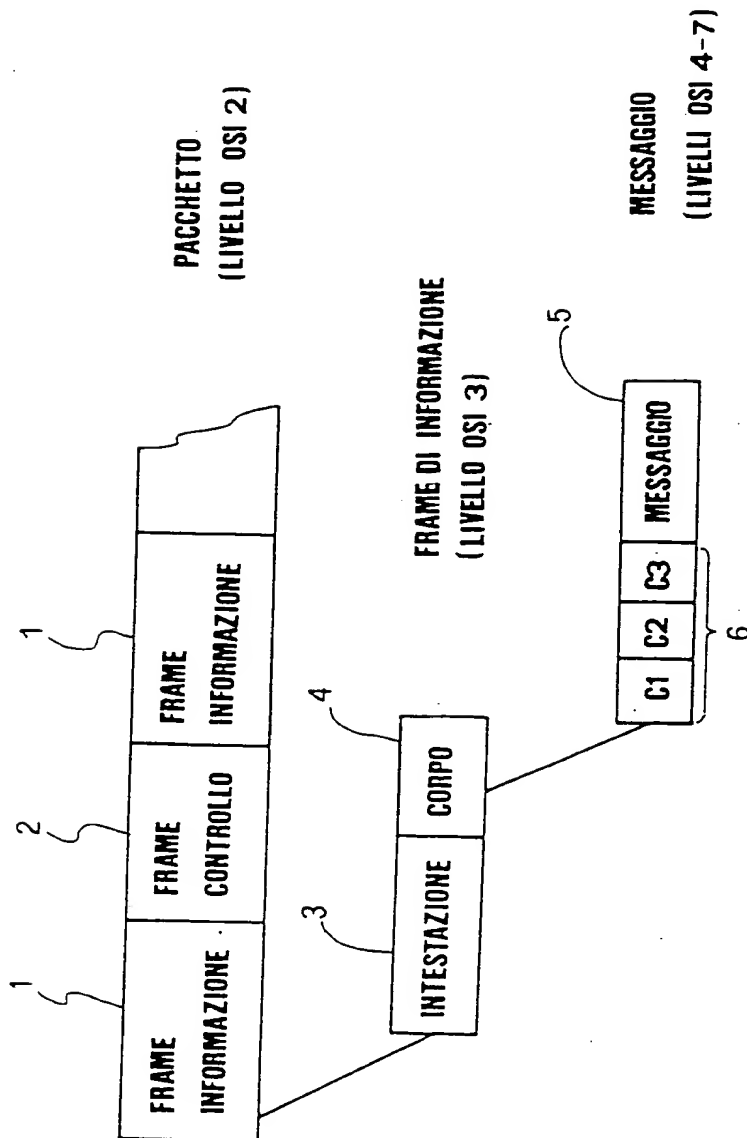 1
2
1
FRAME
INFORMAZIONE
FRAME
CONTROLLO
FRAME
INFORMAZIONE
PACCHETTO
(LIVELLO OSI 2)
3
4
INTESTAZIONE
CORPO
FRAME DI INFORMAZIONE
(LIVELLO OSI 3)
5
C1
C2
C3
MESSAGGIO
6
MESSAGGIO
(LIVELLI OSI 4-7)